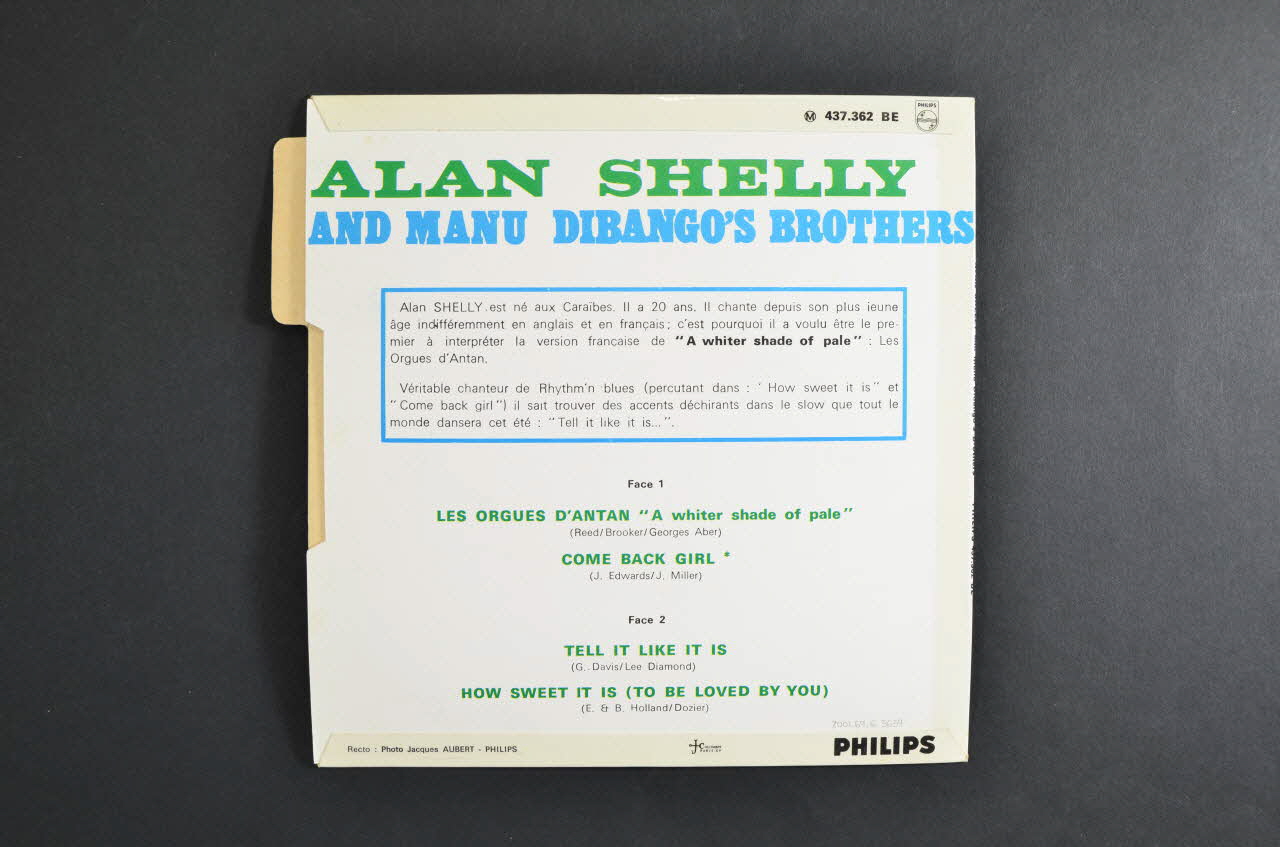 Ⓜ 437.362 BE
PHILIPS
ALAN SHELLY
AND MANU DIBANGO'S BROTHERS
Alan SHELLY est né aux Caraïbes. Il a 20 ans. Il chante depuis son plus jeune
âge indifféremment en anglais et en français; c'est pourquoi il a voulu être le pre-
mier à interpréter la version francaise de "A whiter shade of pale" : Les
Orgues d'Antan.
Véritable chanteur de Rhythm'n blues (percutant dans : ' How sweet it is" et
"Come back girl") il sait trouver des accents déchirants dans le slow que tout le
monde dansera cet été : "Tell it like it is...".
Face 1
LES ORGUES D'ANTAN "A whiter shade of pale"
(Reed/Brooker/Georges Aber)
COME BACK GIRL *
(J. Edwards/J. Miller)
Face 2
TELL IT LIKE IT IS
(G. Davis/Lee Diamond)
HOW SWEET IT IS (TO BE LOVED BY YOU)
(E. & B. Holland/Dozier)
Recto : Photo Jacques AUBERT - PHILIPS
PHILIPS